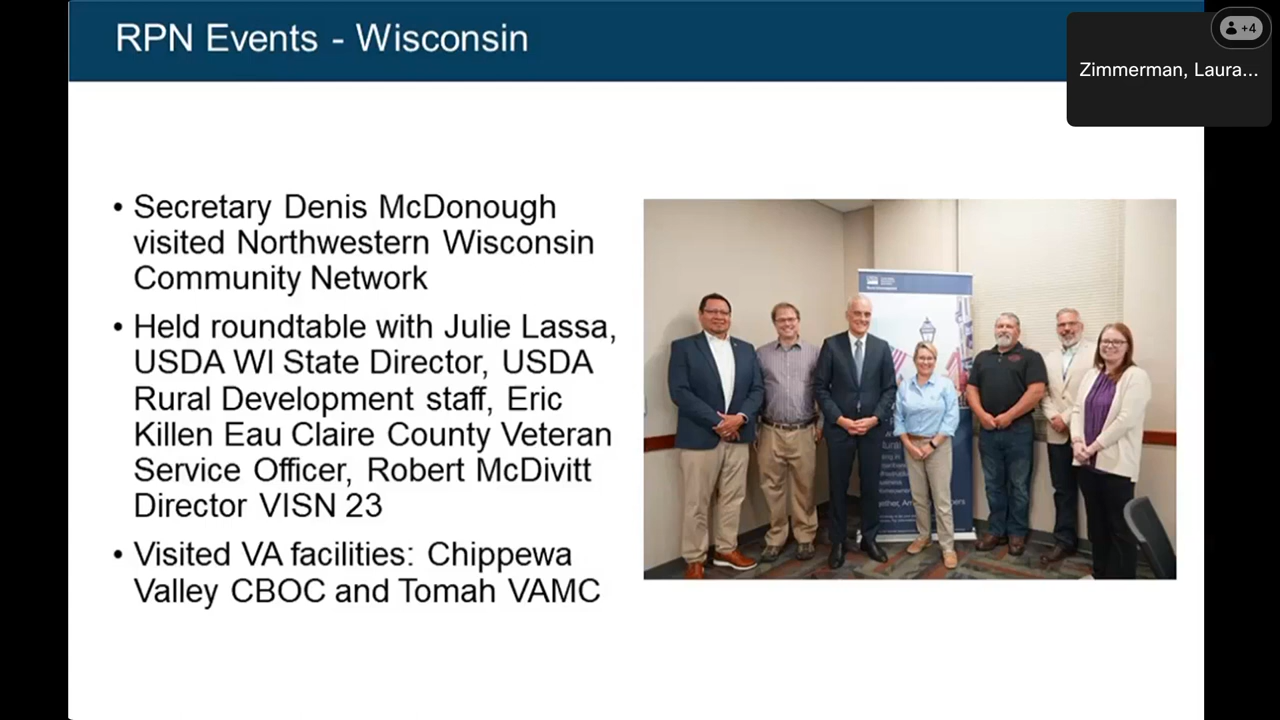 RPN Events - Wisconsin
+4
Zimmerman, Laura...
• Secretary Denis McDonough
visited Northwestern Wisconsin
Community Network
• Held roundtable with Julie Lassa,
USDA WI State Director, USDA
Rural Development staff, Eric
Killen Eau Claire County Veteran
Service Officer, Robert McDivitt
Director VISN 23
• Visited VA facilities: Chippewa
Valley CBOC and Tomah VAMC